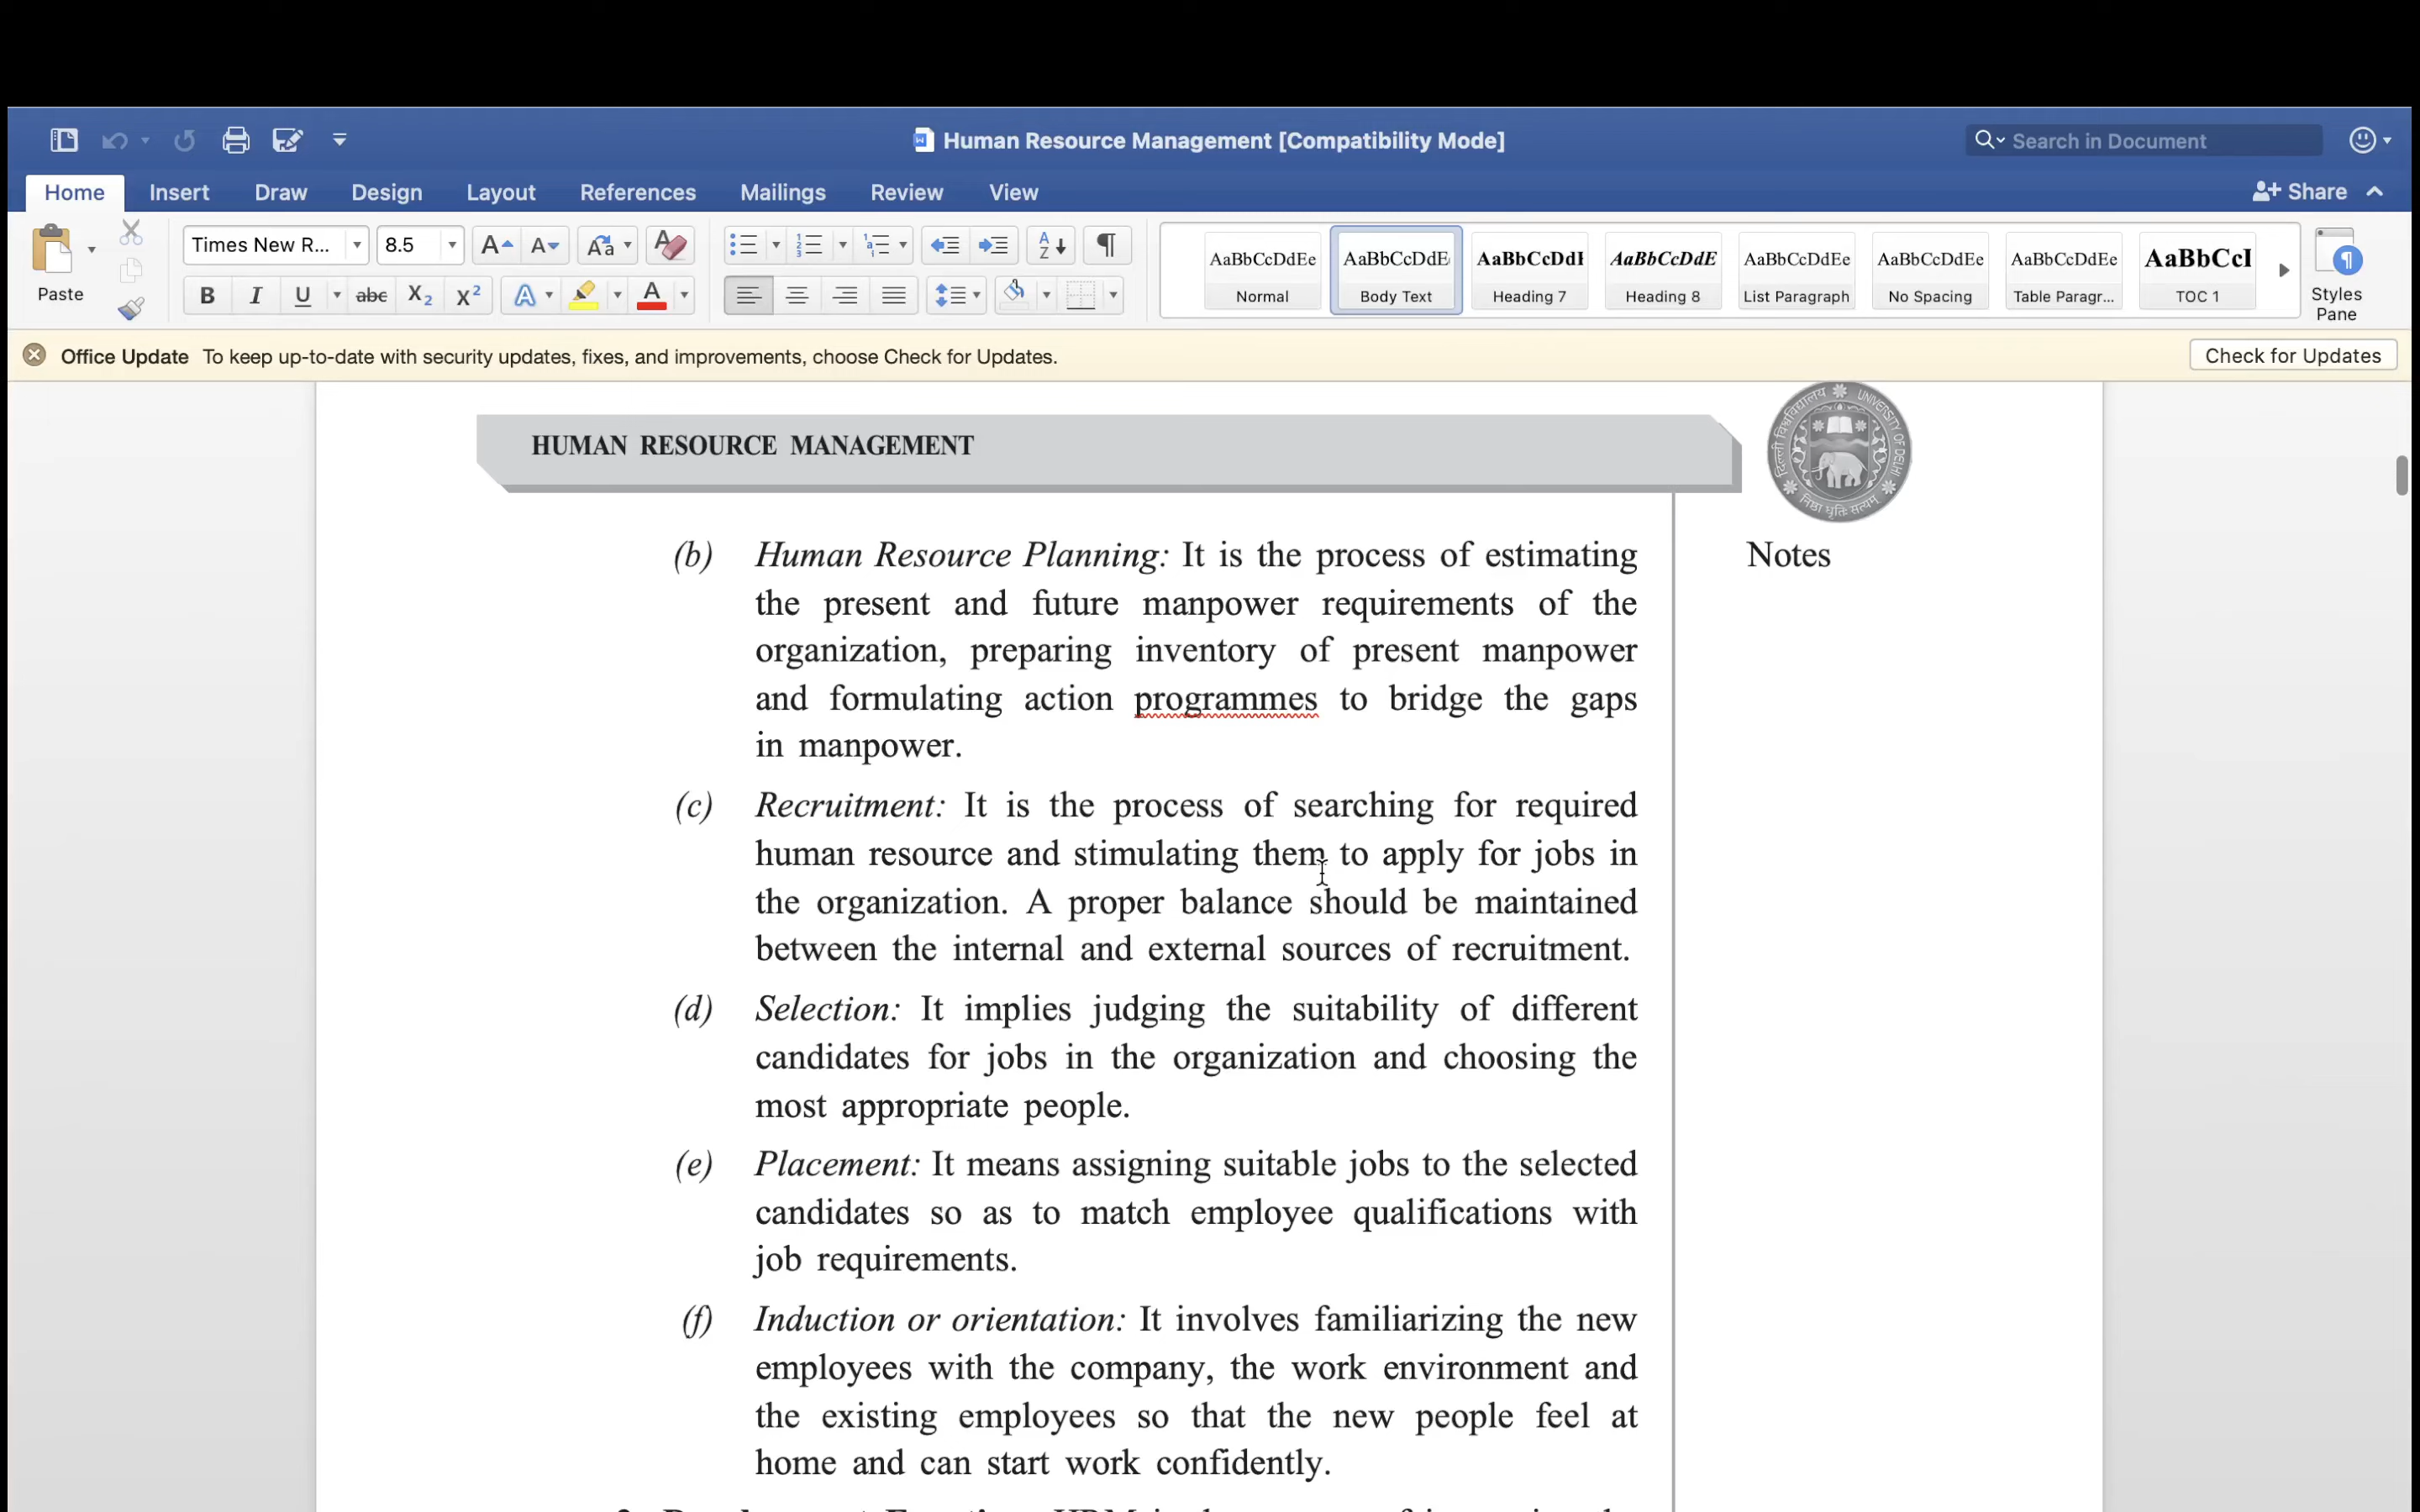 Human Resource Management [Compatibility Mode]
Search in Document
Home Insert Draw Design Layout References Mailings Review View
Share
Paste
Times New R... 8.5
AaBbCcDdEe AaBbCcDdE AaBbCcDdI AaBbCcDdE AaBbCcDdEe AaBbCcDdEe AaBbCcDdEe AaBbCcI
Normal Body Text Heading 7 Heading 8 List Paragraph No Spacing Table Paragr... TOC 1
Styles
Pane
Office Update To keep up-to-date with security updates, fixes, and improvements, choose Check for Updates.
Check for Updates
HUMAN RESOURCE MANAGEMENT
दिल्ली विश्वविद्यालय
UNIVERSITY OF DELHI
निष्ठा धृतिः सत्यम्
Notes
(b) Human Resource Planning: It is the process of estimating
the present and future manpower requirements of the
organization, preparing inventory of present manpower
and formulating action programmes to bridge the gaps
in manpower.
(c) Recruitment: It is the process of searching for required
human resource and stimulating them to apply for jobs in
the organization. A proper balance should be maintained
between the internal and external sources of recruitment.
(d) Selection: It implies judging the suitability of different
candidates for jobs in the organization and choosing the
most appropriate people.
(e) Placement: It means assigning suitable jobs to the selected
candidates so as to match employee qualifications with
job requirements.
(f) Induction or orientation: It involves familiarizing the new
employees with the company, the work environment and
the existing employees so that the new people feel at
home and can start work confidently.